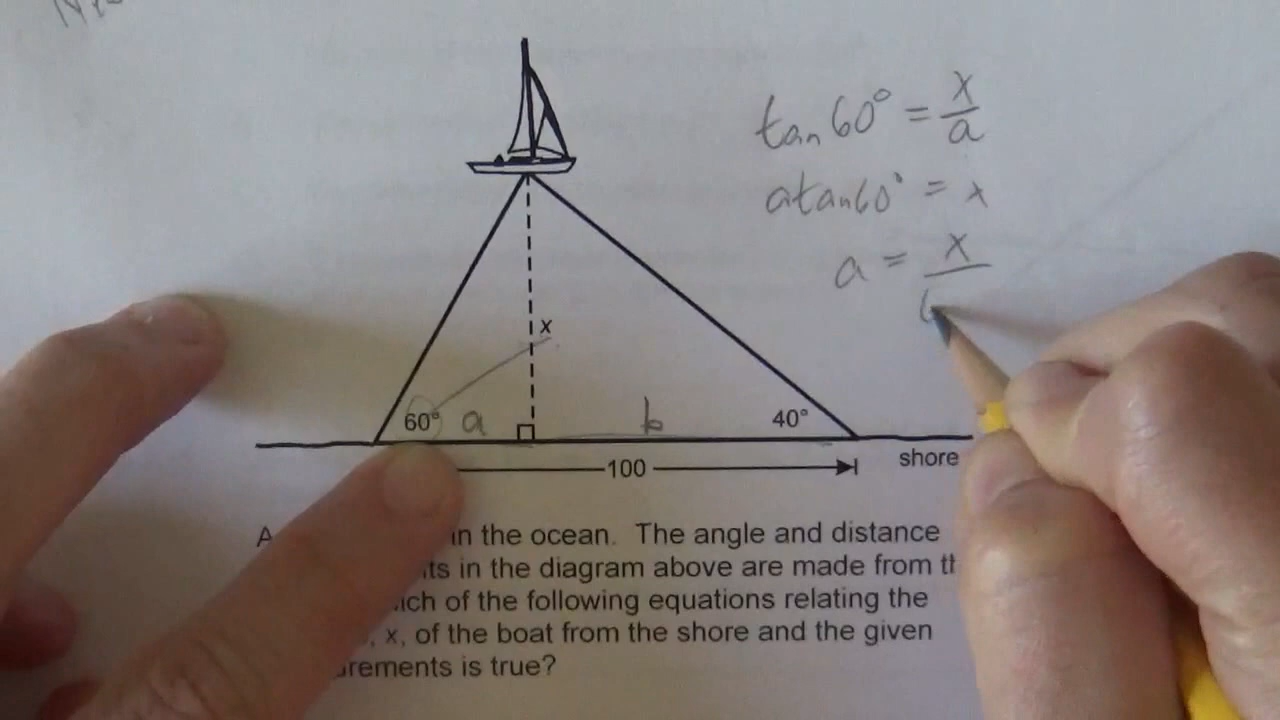 tan 60° = x/a
a tan 60° = x
a = x/
x
60° a b 40°
100
shore
A in the ocean. The angle and distance
in the diagram above are made from
of the following equations relating the
, x, of the boat from the shore and the given
is true?